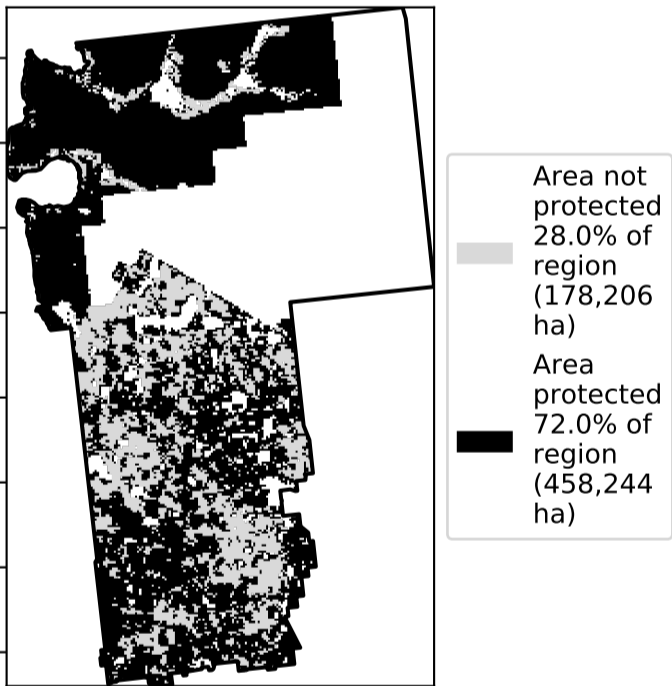 Area not
protected
28.0% of
region
(178,206
ha)
Area
protected
72.0% of
region
(458,244
ha)